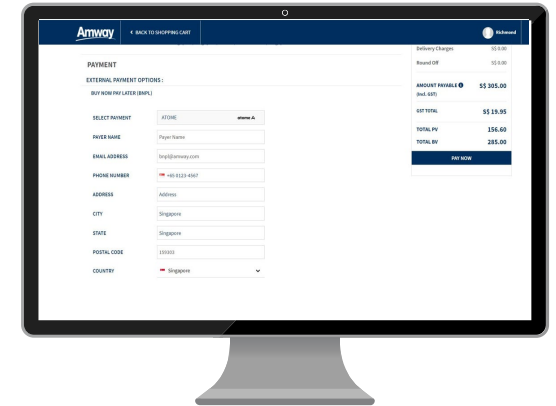 Amway
BACK TO SHOPPING CART
Richmond
Delivery Charges S$ 0.00
Round Off S$ 0.00
PAYMENT
EXTERNAL PAYMENT OPTIONS :
BUY NOW PAY LATER (BNPL)
AMOUNT PAYABLE S$ 305.00
(Incl. GST)
GST TOTAL S$ 19.95
SELECT PAYMENT ATOME atome
TOTAL PV 156.60
PAYER NAME Payer Name
TOTAL BV 285.00
EMAIL ADDRESS bnpl@amway.com
PAY NOW
PHONE NUMBER +65 0123-4567
ADDRESS Address
CITY Singapore
STATE Singapore
POSTAL CODE
COUNTRY Singapore